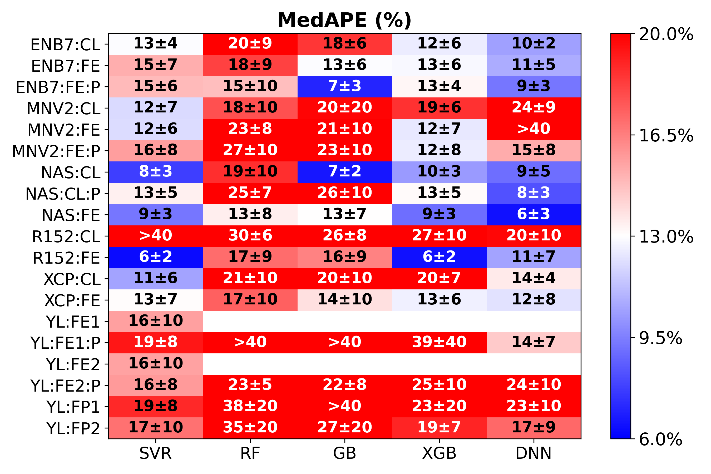 MedAPE (%)
ENB7:CL 13±4 20±9 18±6 12±6 10±2
ENB7:FE 15±7 18±9 13±6 13±6 11±5
ENB7:FE:P 15±6 15±10 7±3 13±4 9±3
MNV2:CL 12±7 18±10 20±20 19±6 24±9
MNV2:FE 12±6 23±8 21±10 12±7 >40
MNV2:FE:P 16±8 27±10 23±10 12±8 15±8
NAS:CL 8±3 19±10 7±2 10±3 9±5
NAS:CL:P 13±5 25±7 26±10 13±5 8±3
NAS:FE 9±3 13±8 13±7 9±3 6±3
R152:CL >40 30±6 26±8 27±10 20±10
R152:FE 6±2 17±9 16±9 6±2 11±7
XCP:CL 11±6 21±10 20±10 20±7 14±4
XCP:FE 13±7 17±10 14±10 13±6 12±8
YL:FE1 16±10
YL:FE1:P 19±8 >40 >40 39±40 14±7
YL:FE2 16±10
YL:FE2:P 16±8 23±5 22±8 25±10 24±10
YL:FP1 19±8 38±20 >40 23±20 23±10
YL:FP2 17±10 35±20 27±20 19±7 17±9
SVR RF GB XGB DNN
20.0%
16.5%
13.0%
9.5%
6.0%